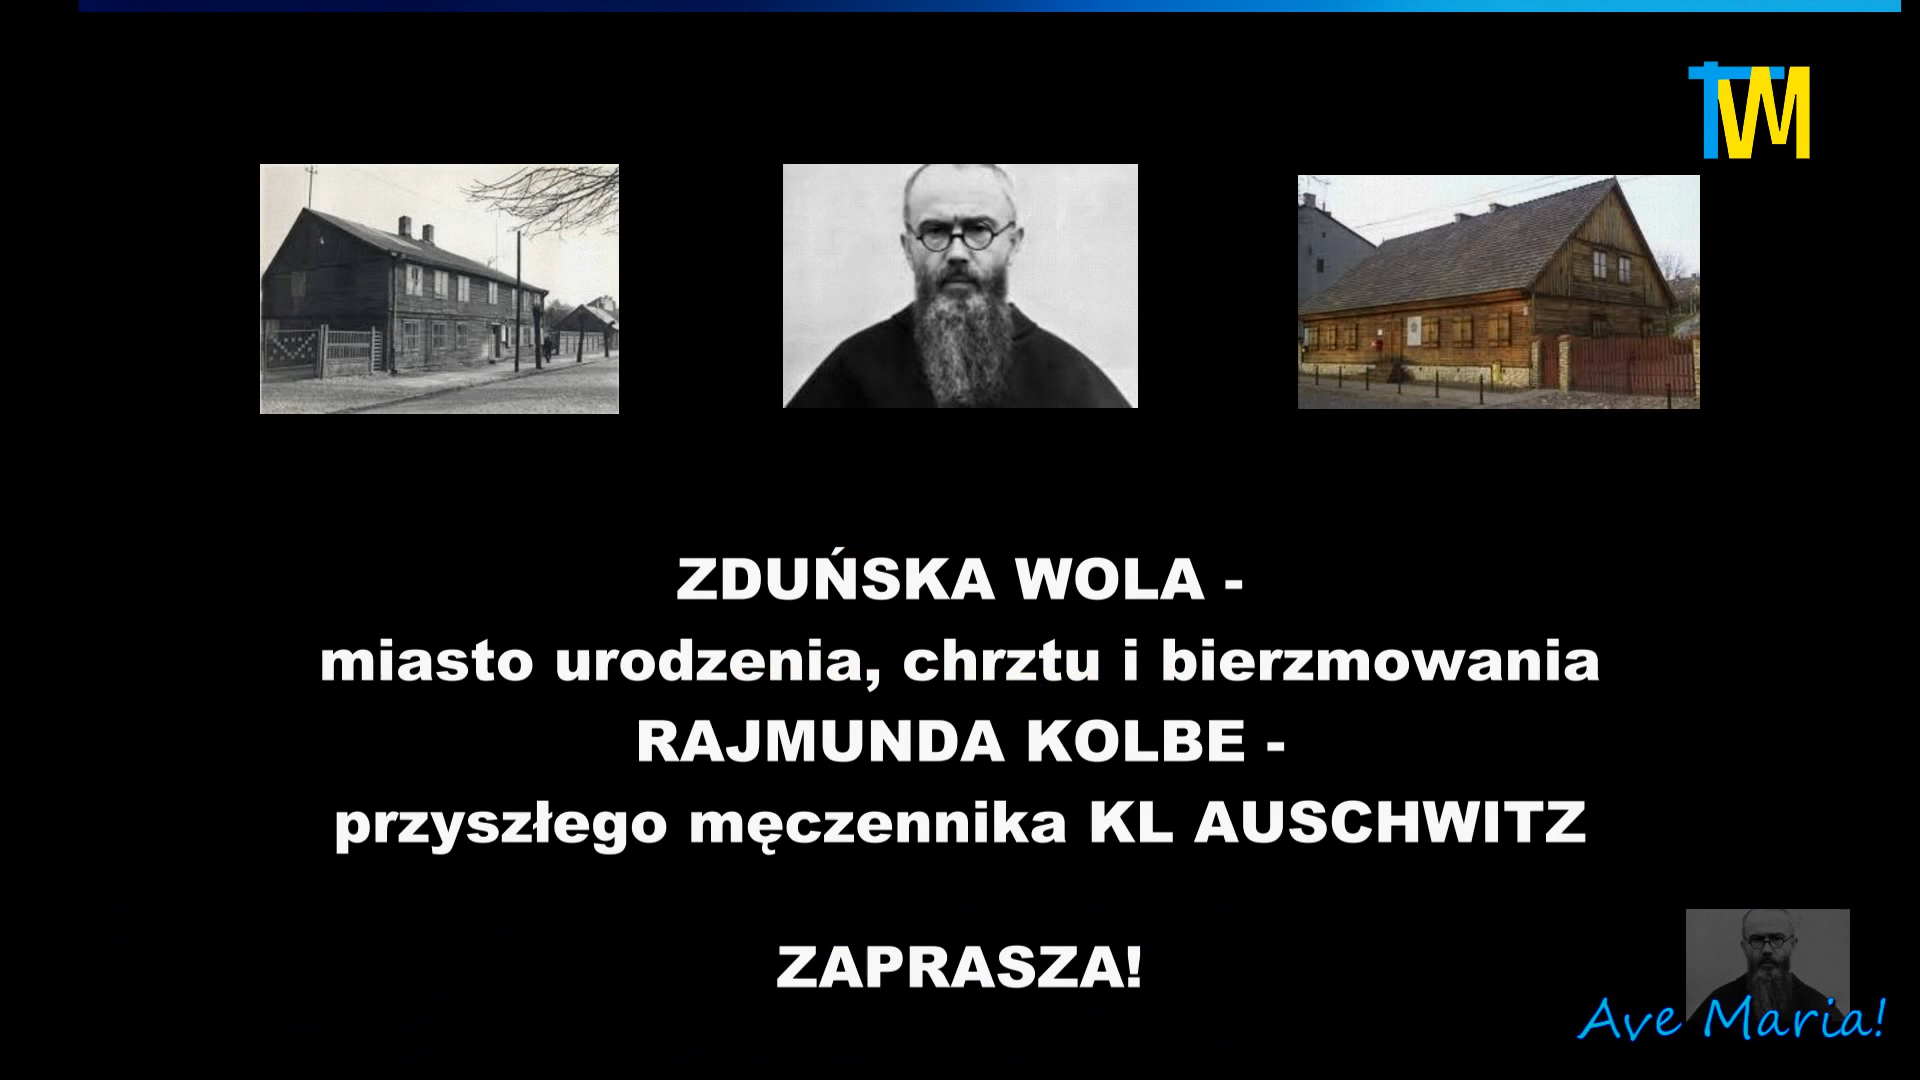 TVM
ZDUŃSKA WOLA -
miasto urodzenia, chrztu i bierzmowania
RAJMUNDA KOLBE -
przyszłego męczennika KL AUSCHWITZ
ZAPRASZA!
Ave Maria!